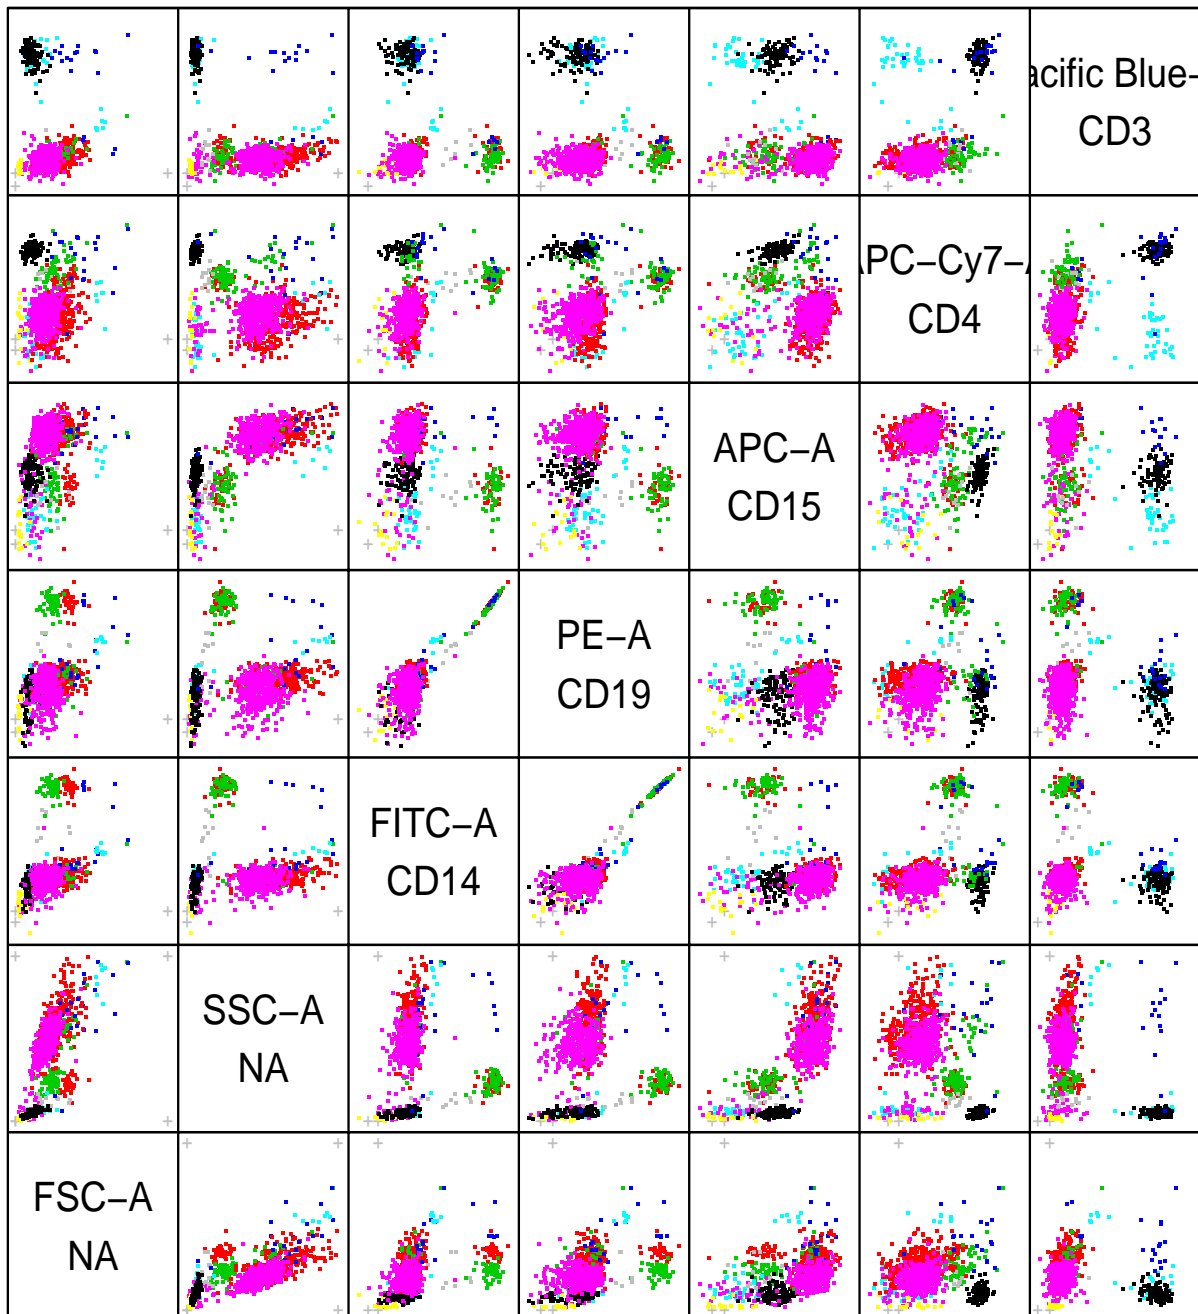 acific Blue-
CD3
PC-Cy7-
CD4
APC-A
CD15
PE-A
CD19
FITC-A
CD14
SSC-A
NA
FSC-A
NA